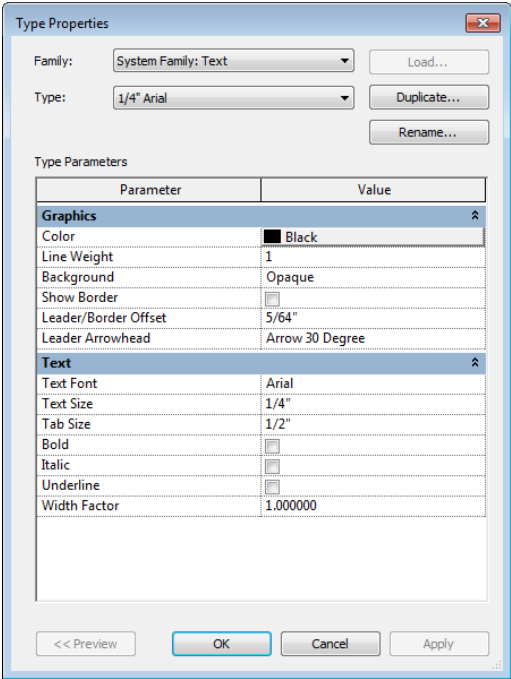 Type Properties
Family: System Family: Text Load...
Type: 1/4" Arial Duplicate...
Rename...
Type Parameters
Parameter Value
Graphics
Color Black
Line Weight 1
Background Opaque
Show Border
Leader/Border Offset 5/64"
Leader Arrowhead Arrow 30 Degree
Text
Text Font Arial
Text Size 1/4"
Tab Size 1/2"
Bold
Italic
Underline
Width Factor 1.000000
<< Preview OK Cancel Apply